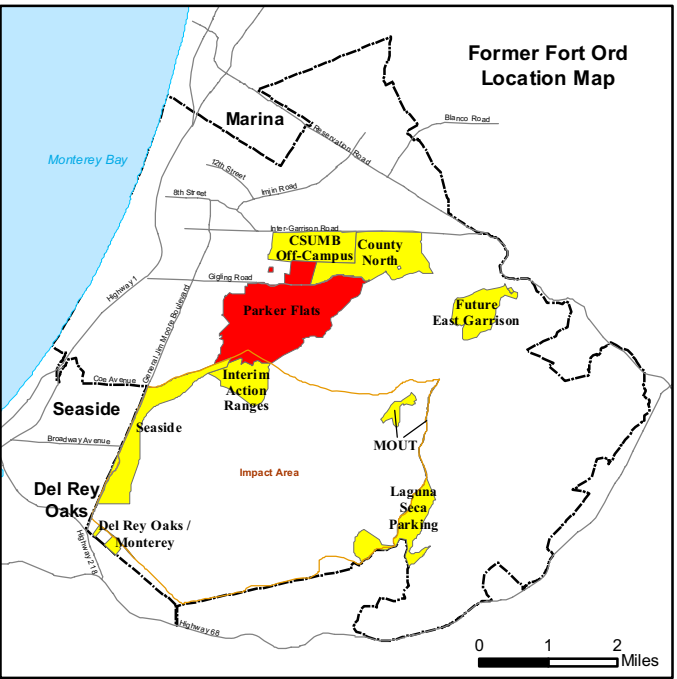 Former Fort Ord
Location Map
Marina
Blanco Road
Reservation Road
Monterey Bay
12th Street
Imjin Road
8th Street
Inter-Garrison Road
CSUMB
Off-Campus
County
North
Gigling Road
Highway 1
General Jim Moore Boulevard
Parker Flats
Future
East Garrison
Coe Avenue
Interim
Action
Ranges
Seaside
Seaside
Broadway Avenue
MOUT
Impact Area
Del Rey
Oaks
Laguna
Seca
Parking
Del Rey Oaks /
Monterey
Highway 218
Highway 68
0 1 2
Miles